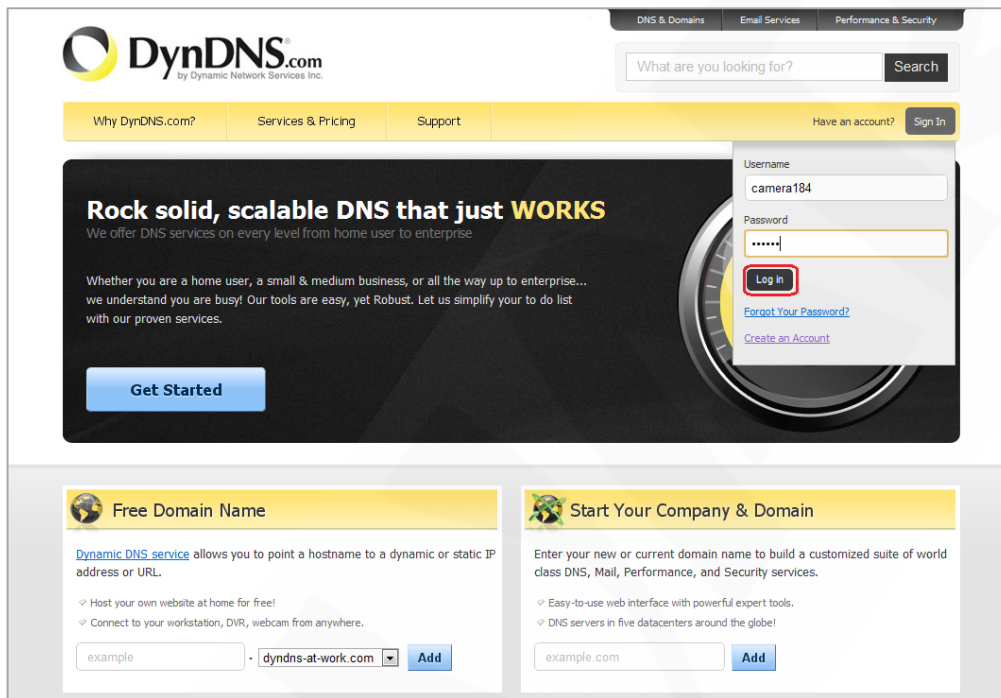 DNS & Domains Email Services Performance & Security
DynDNS.com
by Dynamic Network Services Inc.
What are you looking for? Search
Why DynDNS.com? Services & Pricing Support Have an account? Sign In
Username
camera184
Password
••••••
Log in
Forgot Your Password?
Create an Account
Rock solid, scalable DNS that just WORKS
We offer DNS services on every level from home user to enterprise
Whether you are a home user, a small & medium business, or all the way up to enterprise...
we understand you are busy! Our tools are easy, yet Robust. Let us simplify your to do list
with our proven services.
Get Started
Free Domain Name
Dynamic DNS service allows you to point a hostname to a dynamic or static IP
address or URL.
Host your own website at home for free!
Connect to your workstation, DVR, webcam from anywhere.
example . dyndns-at-work.com Add
Start Your Company & Domain
Enter your new or current domain name to build a customized suite of world
class DNS, Mail, Performance, and Security services.
Easy-to-use web interface with powerful expert tools.
DNS servers in five datacenters around the globe!
example.com Add